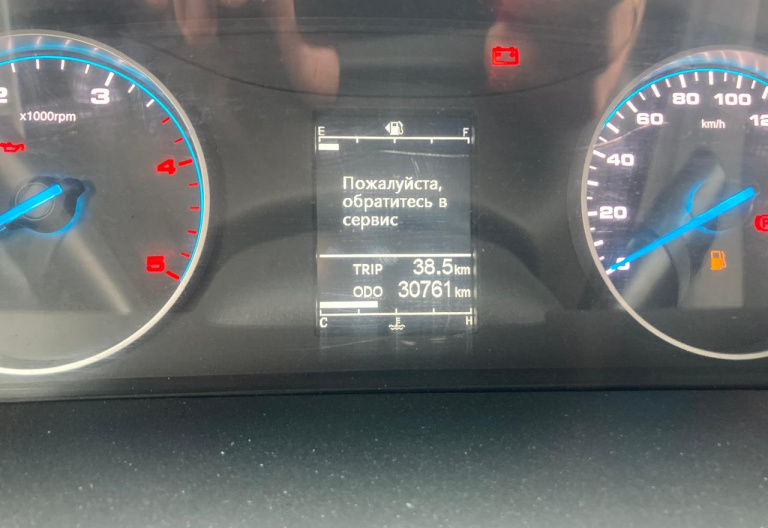 2
3
x1000rpm
4
5
E F
Пожалуйста,
обратитесь в
сервис
TRIP 38.5km
ODO 30761km
C H
0
20
40
60
80
100
km/h